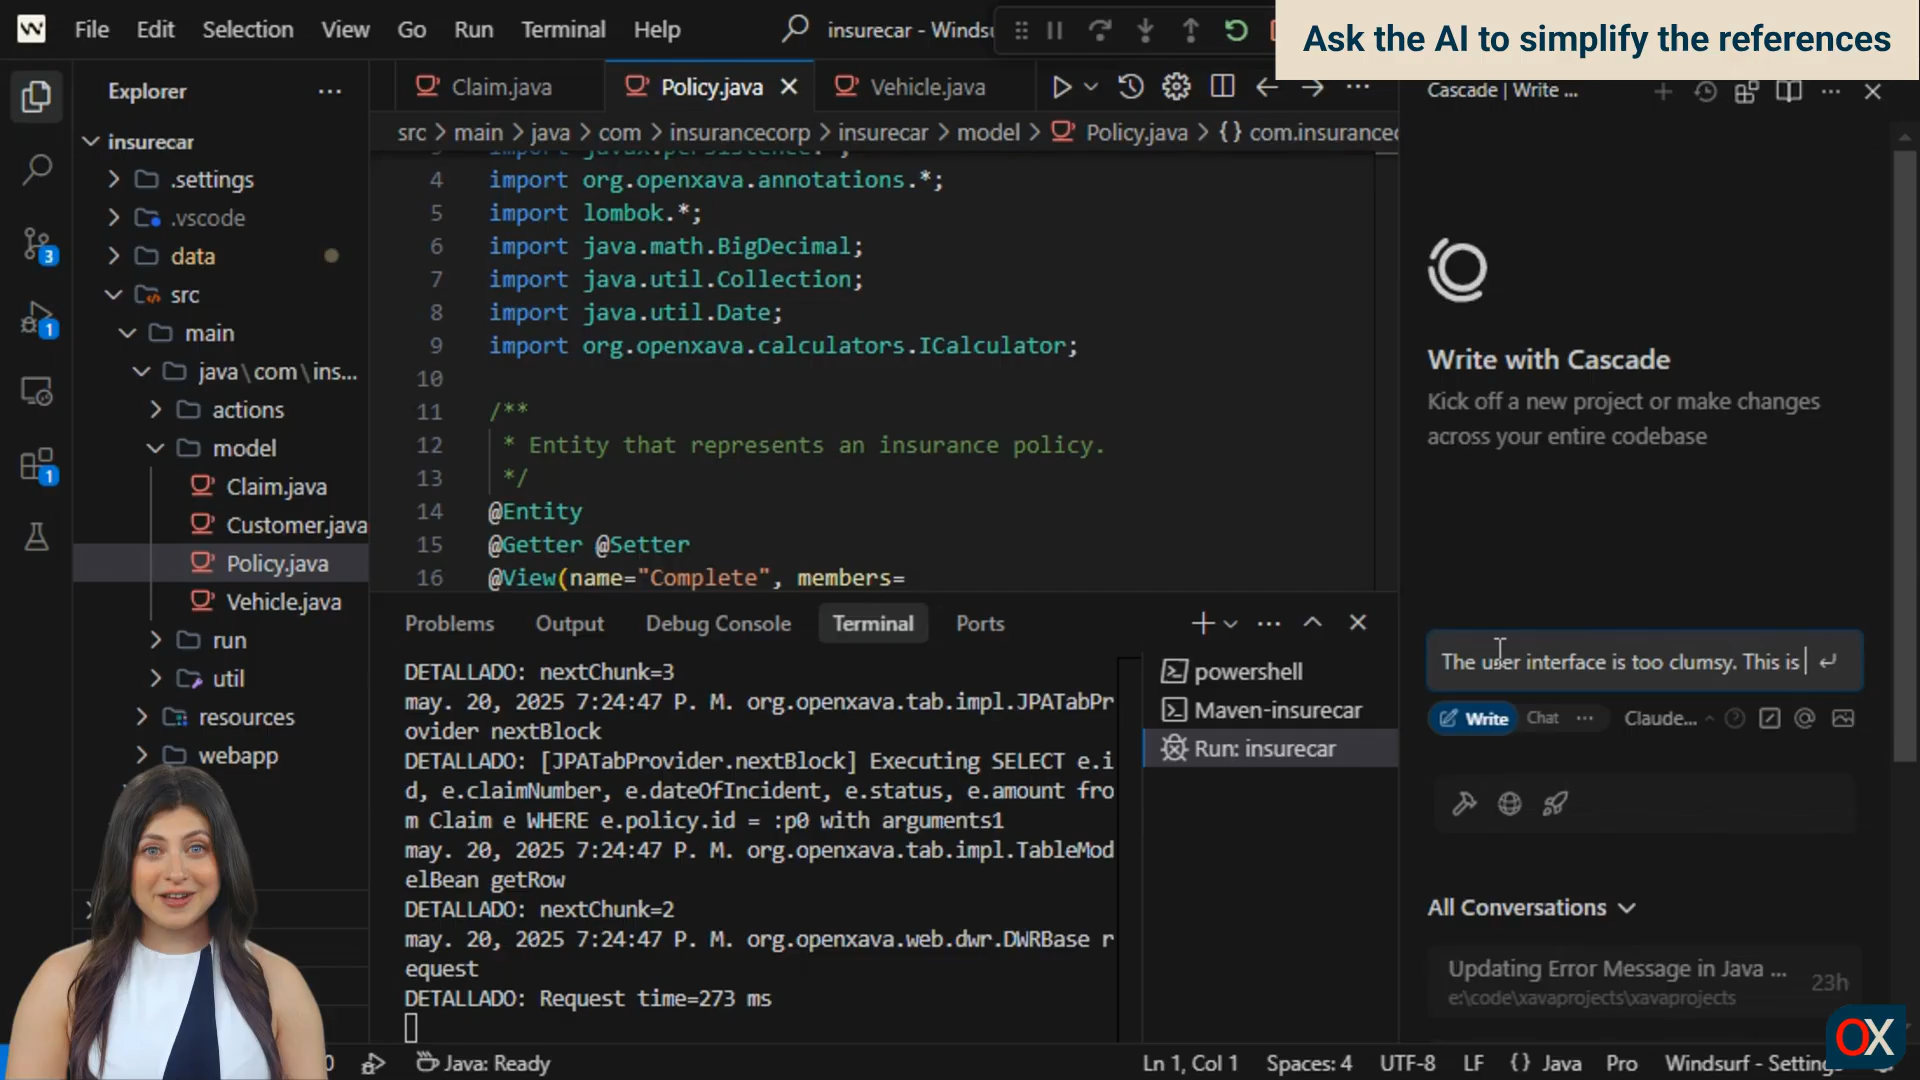 File Edit Selection View Go Run Terminal Help
insurecar - Winds
Ask the AI to simplify the references
Explorer
Claim.java
Policy.java
Vehicle.java
Cascade | Write ...
src > main > java > com > insurancecorp > insurecar > model > Policy.java > {} com.insurancec
insurecar
.settings
.vscode
data
src
main
java\com\ins...
actions
model
Claim.java
Customer.java
Policy.java
Vehicle.java
run
util
resources
webapp
3
1
1
4 import org.openxava.annotations.*;
5 import lombok.*;
6 import java.math.BigDecimal;
7 import java.util.Collection;
8 import java.util.Date;
9 import org.openxava.calculators.ICalculator;
10
11 /**
12 * Entity that represents an insurance policy.
13 */
14 @Entity
15 @Getter @Setter
16 @View(name="Complete", members=
Problems Output Debug Console Terminal Ports
DETALLADO: nextChunk=3
may. 20, 2025 7:24:47 P. M. org.openxava.tab.impl.JPATabPr
ovider nextBlock
DETALLADO: [JPATabProvider.nextBlock] Executing SELECT e.i
d, e.claimNumber, e.dateOfIncident, e.status, e.amount fro
m Claim e WHERE e.policy.id = :p0 with arguments1
may. 20, 2025 7:24:47 P. M. org.openxava.tab.impl.TableMod
elBean getRow
DETALLADO: nextChunk=2
may. 20, 2025 7:24:47 P. M. org.openxava.web.dwr.DWRBase r
equest
DETALLADO: Request time=273 ms
powershell
Maven-insurecar
Run: insurecar
Write with Cascade
Kick off a new project or make changes
across your entire codebase
The user interface is too clumsy. This is
Write Chat ... Claude...
All Conversations
Updating Error Message in Java ...
e:\code\xavaprojects\xavaprojects
23h
OX
0
Java: Ready
Ln 1, Col 1 Spaces: 4 UTF-8 LF {} Java Pro Windsurf - Setting